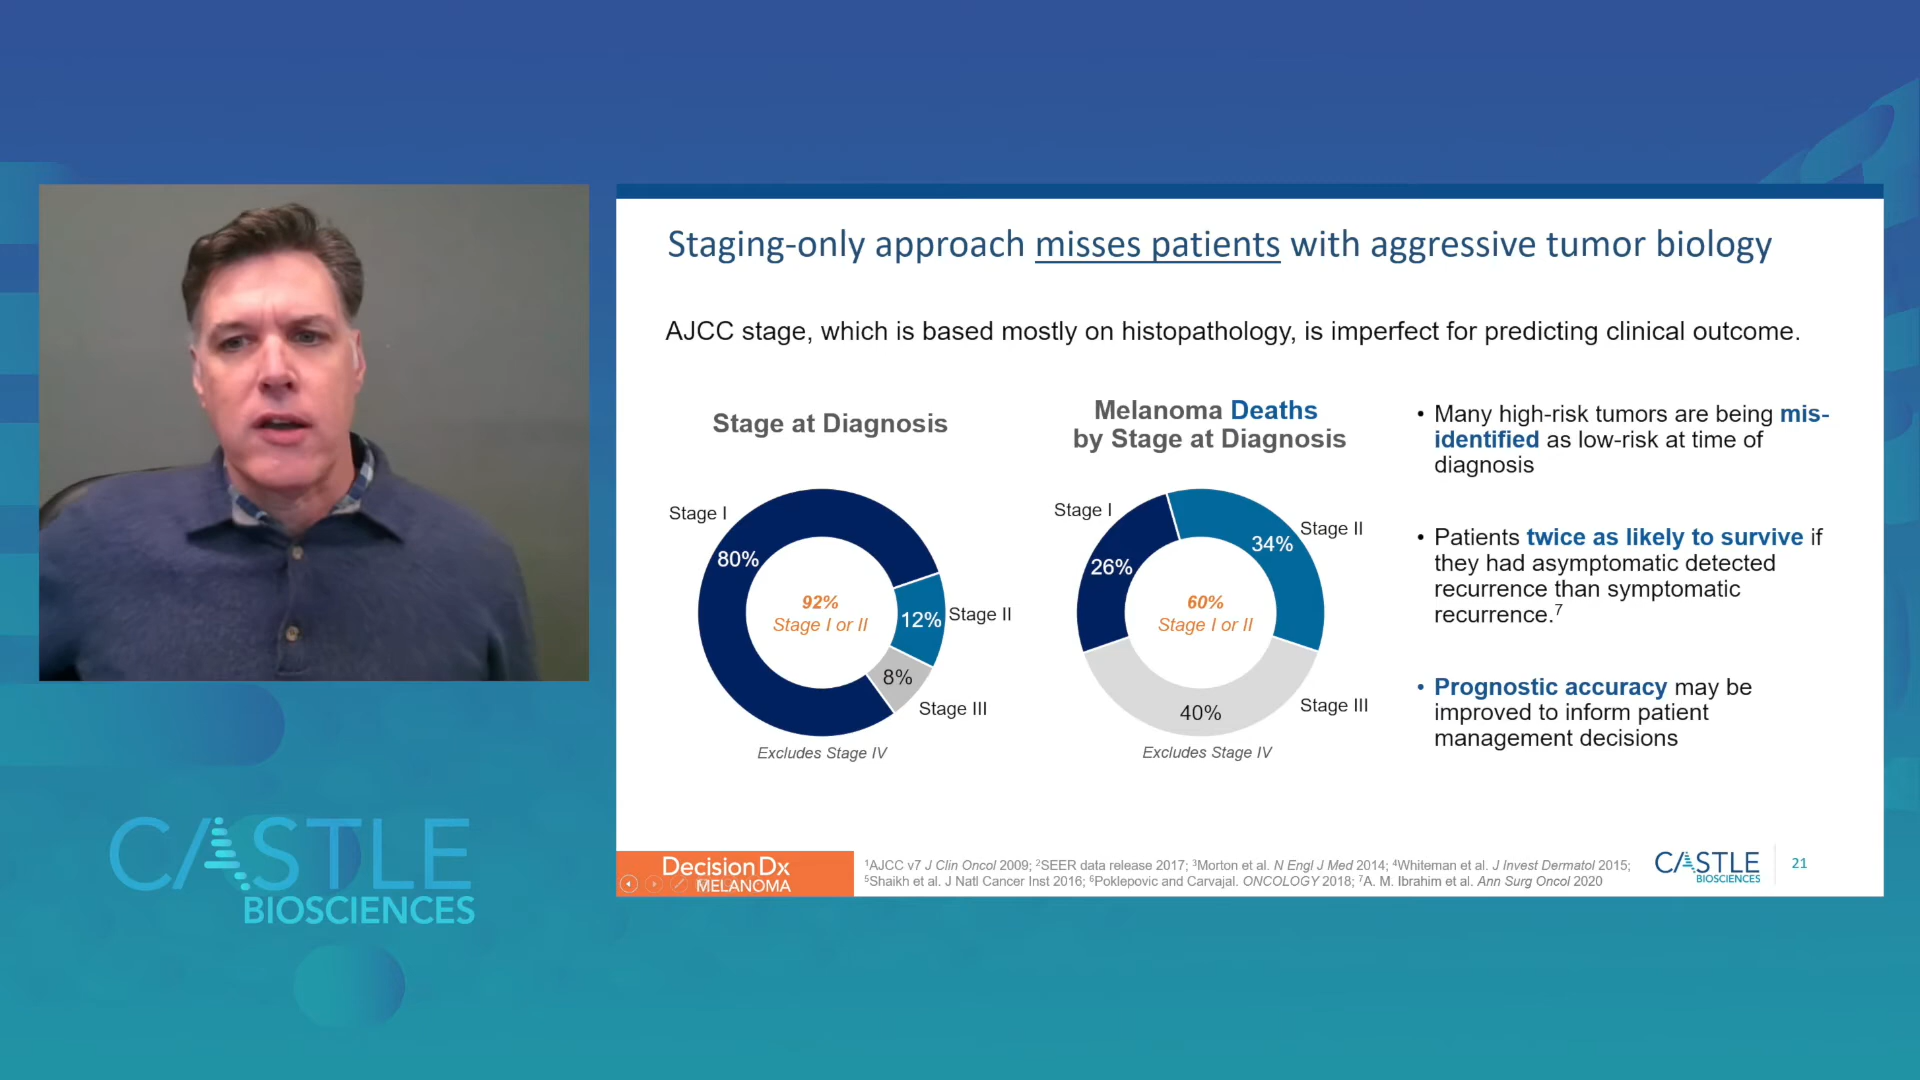 Staging-only approach misses patients with aggressive tumor biology
AJCC stage, which is based mostly on histopathology, is imperfect for predicting clinical outcome.
Stage at Diagnosis
Stage I
80%
92%
Stage I or II
12%
Stage II
8%
Stage III
Excludes Stage IV
Melanoma Deaths
by Stage at Diagnosis
Stage I
26%
34%
Stage II
60%
Stage I or II
40%
Stage III
Excludes Stage IV
• Many high-risk tumors are being mis-
identified as low-risk at time of
diagnosis
• Patients twice as likely to survive if
they had asymptomatic detected
recurrence than symptomatic
recurrence.⁷
• Prognostic accuracy may be
improved to inform patient
management decisions
DecisionDx
MELANOMA
¹AJCC v7 J Clin Oncol 2009; ²SEER data release 2017; ³Morton et al. N Engl J Med 2014; ⁴Whiteman et al. J Invest Dermatol 2015;
⁵Shaikh et al. J Natl Cancer Inst 2016; ⁶Poklepovic and Carvajal. ONCOLOGY 2018; ⁷A. M. Ibrahim et al. Ann Surg Oncol 2020
CASTLE
BIOSCIENCES
21
CASTLE
BIOSCIENCES